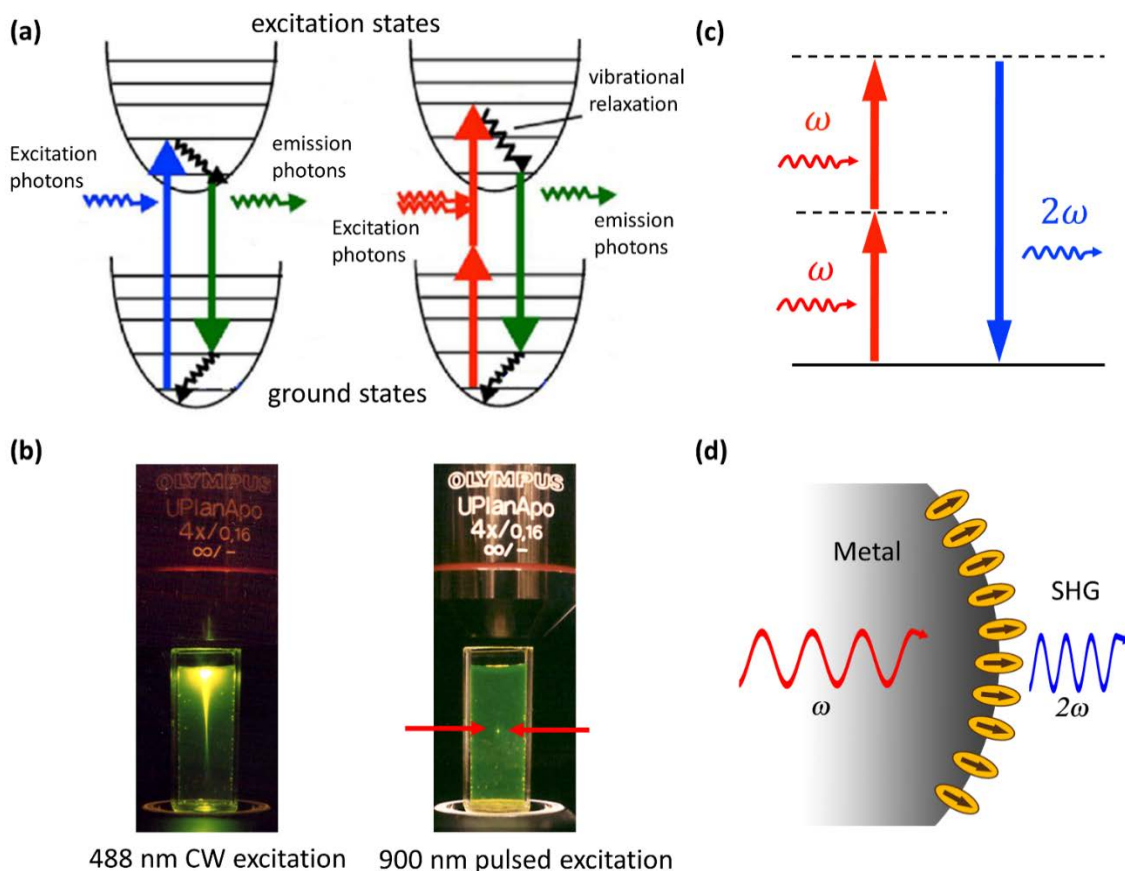 (a)
excitation states
Excitation
photons
emission
photons
vibrational
relaxation
Excitation
photons
emission
photons
ground states
(b)
OLYMPUS
UPlanApo
4x/0,16
∞/-
OLYMPUS
UPlanApo
4x/0,16
∞/-
488 nm CW excitation
900 nm pulsed excitation
(c)
ω
ω
2ω
(d)
Metal
SHG
ω
2ω